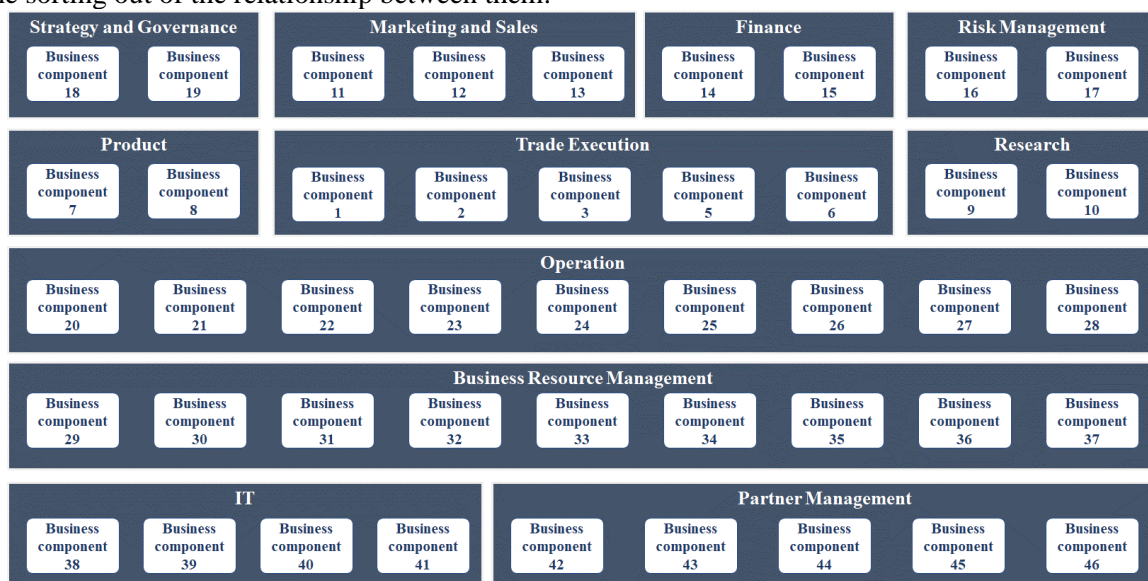 the sorting out of the relationship between them.
Strategy and Governance
Business
component
18
Business
component
19
Marketing and Sales
Business
component
11
Business
component
12
Business
component
13
Finance
Business
component
14
Business
component
15
Risk Management
Business
component
16
Business
component
17
Product
Business
component
7
Business
component
8
Trade Execution
Business
component
1
Business
component
2
Business
component
3
Business
component
5
Business
component
6
Research
Business
component
9
Business
component
10
Operation
Business
component
20
Business
component
21
Business
component
22
Business
component
23
Business
component
24
Business
component
25
Business
component
26
Business
component
27
Business
component
28
Business Resource Management
Business
component
29
Business
component
30
Business
component
31
Business
component
32
Business
component
33
Business
component
34
Business
component
35
Business
component
36
Business
component
37
IT
Business
component
38
Business
component
39
Business
component
40
Business
component
41
Partner Management
Business
component
42
Business
component
43
Business
component
44
Business
component
45
Business
component
46